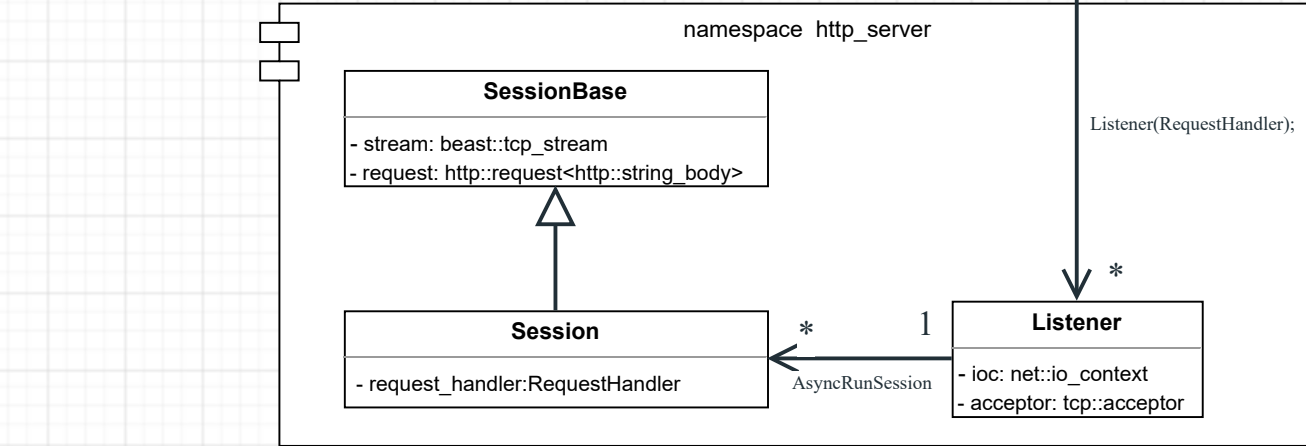 namespace http_server
SessionBase
- stream: beast::tcp_stream
- request: http::request<http::string_body>
Listener(RequestHandler);
*
Session
- request_handler:RequestHandler
*
1
AsyncRunSession
Listener
- ioc: net::io_context
- acceptor: tcp::acceptor